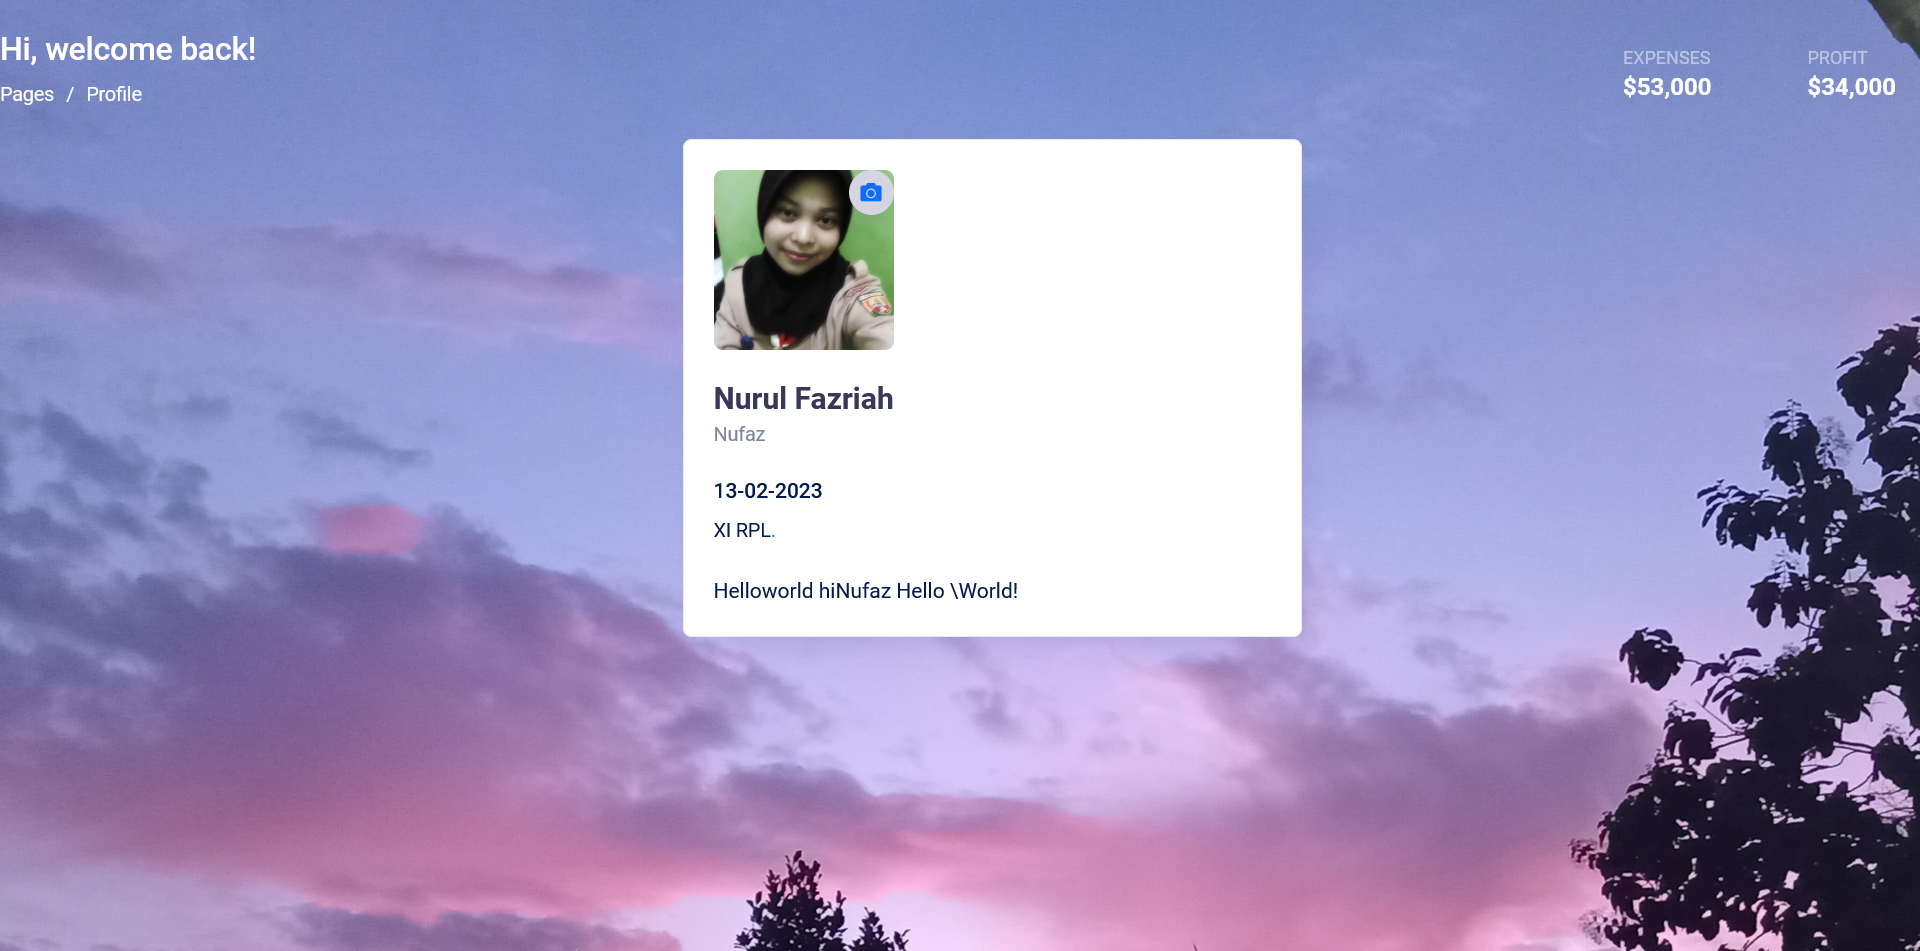 Hi, welcome back!
Pages / Profile
EXPENSES
$53,000
PROFIT
$34,000
Nurul Fazriah
Nufaz
13-02-2023
XI RPL.
Helloworld hiNufaz Hello \World!